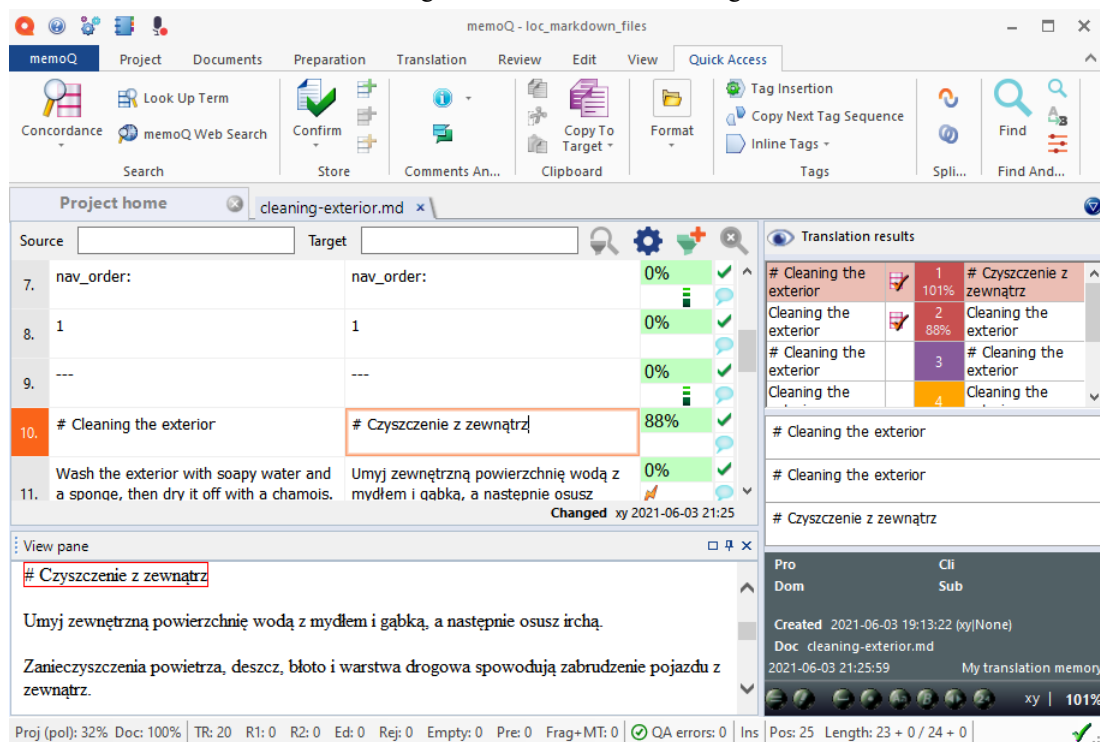 memoQ - loc_markdown_files
memoQ Project Documents Preparation Translation Review Edit View Quick Access
Concordance
Look Up Term
memoQ Web Search
Search
Confirm
Store
Comments An...
Copy To Target
Clipboard
Format
Tag Insertion
Copy Next Tag Sequence
Inline Tags
Tags
Spli...
Find
Find And...
Project home
cleaning-exterior.md
Source Target
7. nav_order: nav_order: 0%
8. 1 1 0%
9. --- --- 0%
10. # Cleaning the exterior # Czyszczenie z zewnątrz 88%
11. Wash the exterior with soapy water and a sponge, then dry it off with a chamois. Umyj zewnętrzną powierzchnię wodą z mydłem i gąbką, a następnie osusz 0%
Changed xy 2021-06-03 21:25
View pane
# Czyszczenie z zewnątrz
Umyj zewnętrzną powierzchnię wodą z mydłem i gąbką, a następnie osusz irchą.
Zanieczyszczenia powietrza, deszcz, błoto i warstwa drogowa spowodują zabrudzenie pojazdu z
zewnątrz.
Translation results
# Cleaning the exterior 1 101% # Czyszczenie z zewnątrz
Cleaning the exterior 2 88% Cleaning the exterior
# Cleaning the exterior 3 # Cleaning the exterior
Cleaning the 4 Cleaning the
# Cleaning the exterior
# Cleaning the exterior
# Czyszczenie z zewnątrz
Pro Cli
Dom Sub
Created 2021-06-03 19:13:22 (xy|None)
Doc cleaning-exterior.md
2021-06-03 21:25:59 My translation memory
xy | 101%
Proj (pol): 32% Doc: 100% TR: 20 R1: 0 R2: 0 Ed: 0 Rej: 0 Empty: 0 Pre: 0 Frag+MT: 0 QA errors: 0 Ins Pos: 25 Length: 23 + 0 / 24 + 0